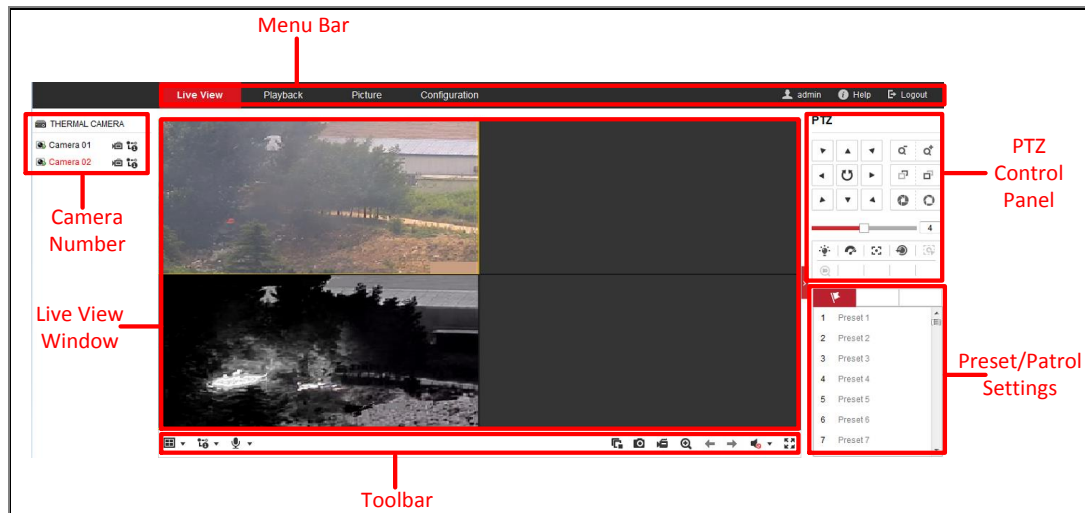 Menu Bar
Live View Playback Picture Configuration admin Help Logout
THERMAL CAMERA
Camera 01
Camera 02
Camera
Number
Live View
Window
PTZ
4
PTZ
Control
Panel
1 Preset 1
2 Preset 2
3 Preset 3
4 Preset 4
5 Preset 5
6 Preset 6
7 Preset 7
Preset/Patrol
Settings
Toolbar